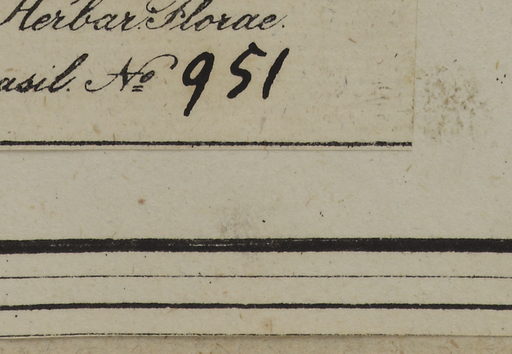 Herbar. Florae
asil. No 951